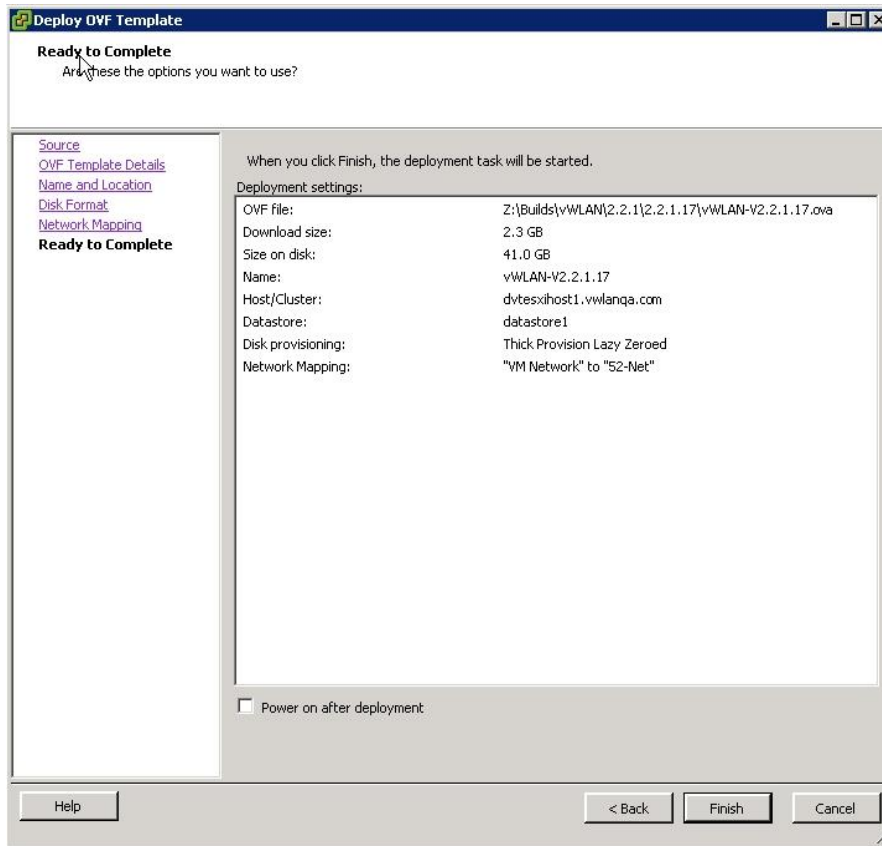 Deploy OVF Template
Ready to Complete
Are these the options you want to use?
Source
OVF Template Details
Name and Location
Disk Format
Network Mapping
Ready to Complete
When you click Finish, the deployment task will be started.
Deployment settings:
OVF file: Z:\Builds\vWLAN\2.2.1\2.2.1.17\vWLAN-V2.2.1.17.ova
Download size: 2.3 GB
Size on disk: 41.0 GB
Name: vWLAN-V2.2.1.17
Host/Cluster: dvtesxihost1.vwlanqa.com
Datastore: datastore1
Disk provisioning: Thick Provision Lazy Zeroed
Network Mapping: "VM Network" to "52-Net"
Power on after deployment
Help < Back Finish Cancel